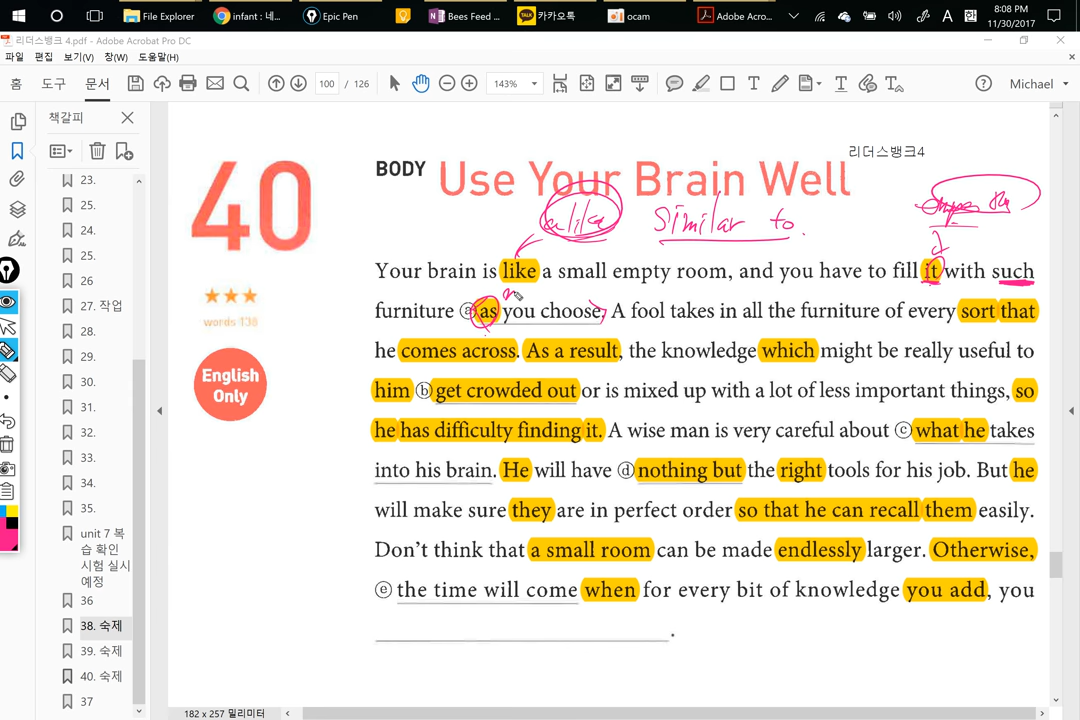 File Explorer
infant : 네...
Epic Pen
Bees Feed ...
카카오톡
ocam
Adobe Acro...
A
한
8:08 PM
11/30/2017
리더스뱅크 4.pdf - Adobe Acrobat Pro DC
파일 편집 보기(V) 창(W) 도움말(H)
홈 도구 문서
100 / 126
143%
Michael
책갈피
23.
25.
24.
25.
26
27. 작업
28.
29.
30.
31.
32.
33.
34.
35.
unit 7 복습 확인 시험 실시 예정
36
38. 숙제
39. 숙제
40. 숙제
37
40
words 138
English
Only
리더스뱅크4
BODY Use Your Brain Well
alike Similar to.
Your brain is like a small empty room, and you have to fill it with such
furniture ⓐ as you choose. A fool takes in all the furniture of every sort that
he comes across. As a result, the knowledge which might be really useful to
him ⓑ get crowded out or is mixed up with a lot of less important things, so
he has difficulty finding it. A wise man is very careful about ⓒ what he takes
into his brain. He will have ⓓ nothing but the right tools for his job. But he
will make sure they are in perfect order so that he can recall them easily.
Don't think that a small room can be made endlessly larger. Otherwise,
ⓔ the time will come when for every bit of knowledge you add, you
.
182 x 257 밀리미터